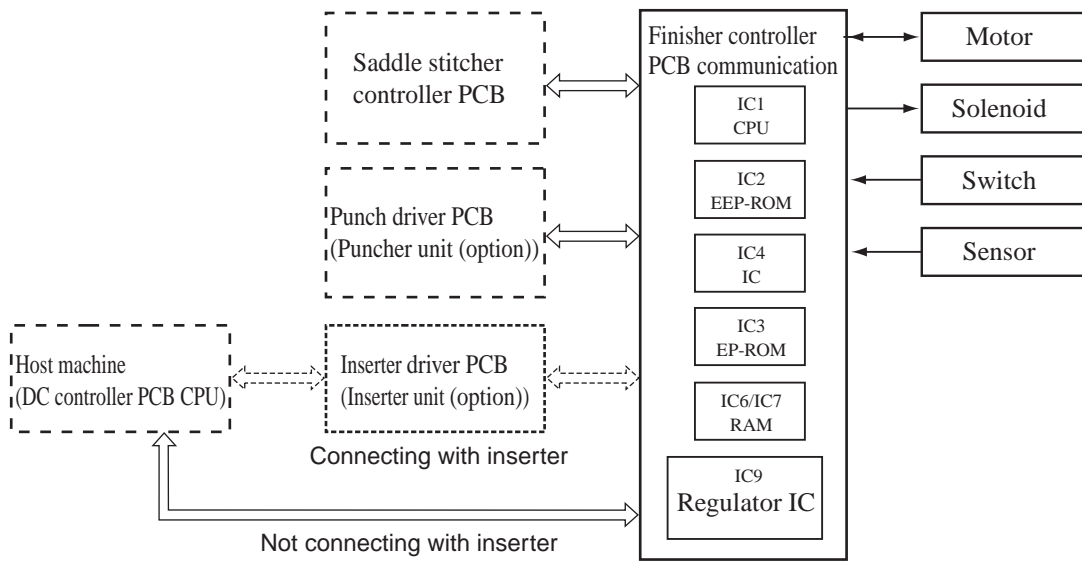 Saddle stitcher
controller PCB
Punch driver PCB
(Puncher unit (option))
Host machine
(DC controller PCB CPU)
Inserter driver PCB
(Inserter unit (option))
Connecting with inserter
Not connecting with inserter
Finisher controller
PCB communication
IC1
CPU
IC2
EEP-ROM
IC4
IC
IC3
EP-ROM
IC6/IC7
RAM
IC9
Regulator IC
Motor
Solenoid
Switch
Sensor